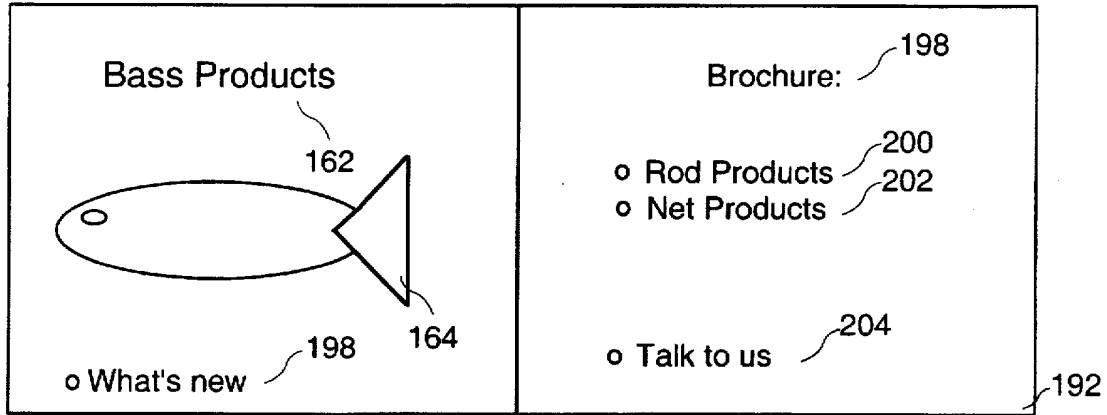 Bass Products
162
164
198
What's new
198
Brochure:
200
Rod Products
202
Net Products
204
Talk to us
192